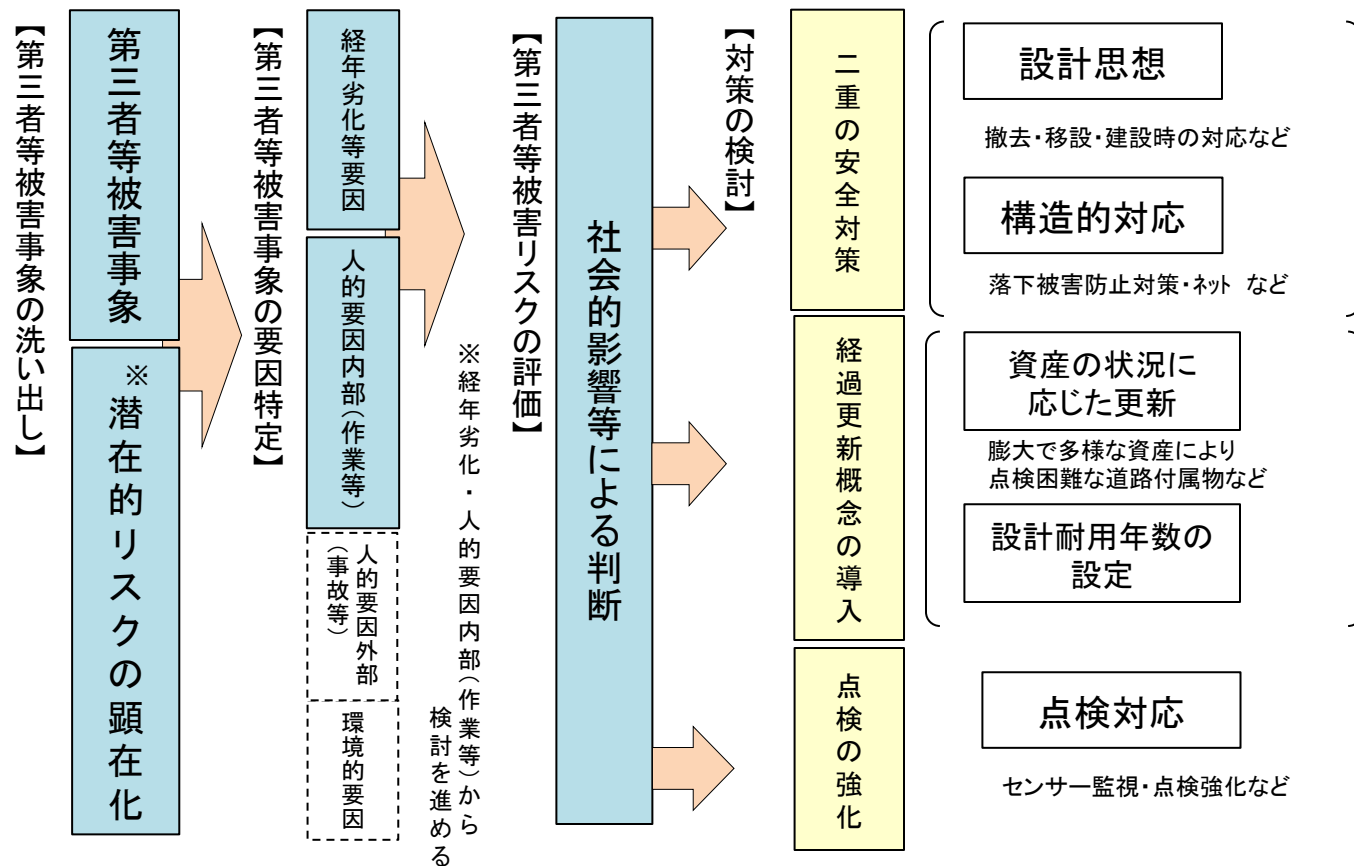 【第三者等被害事象の洗い出し】
第三者等被害事象
※潜在的リスクの顕在化
【第三者等被害事象の要因特定】
経年劣化等要因
人的要因内部（作業等）
人的要因外部
（事故等）
環境的要因
※経年劣化・人的要因内部（作業等）から
検討を進める
【第三者等被害リスクの評価】
社会的影響等による判断
【対策の検討】
二重の安全対策
設計思想
撤去・移設・建設時の対応など
構造的対応
落下被害防止対策・ﾈｯﾄ など
経過更新概念の導入
資産の状況に
応じた更新
膨大で多様な資産により
点検困難な道路付属物など
設計耐用年数の
設定
点検の強化
点検対応
センサー監視・点検強化など